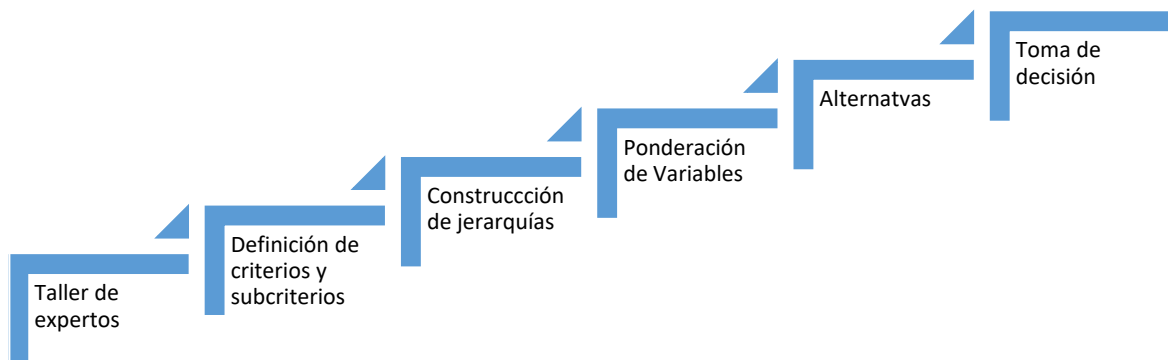 Taller de
expertos
Definición de
criterios y
subcriterios
Construccción
de jerarquías
Ponderación
de Variables
Alternatvas
Toma de
decisión